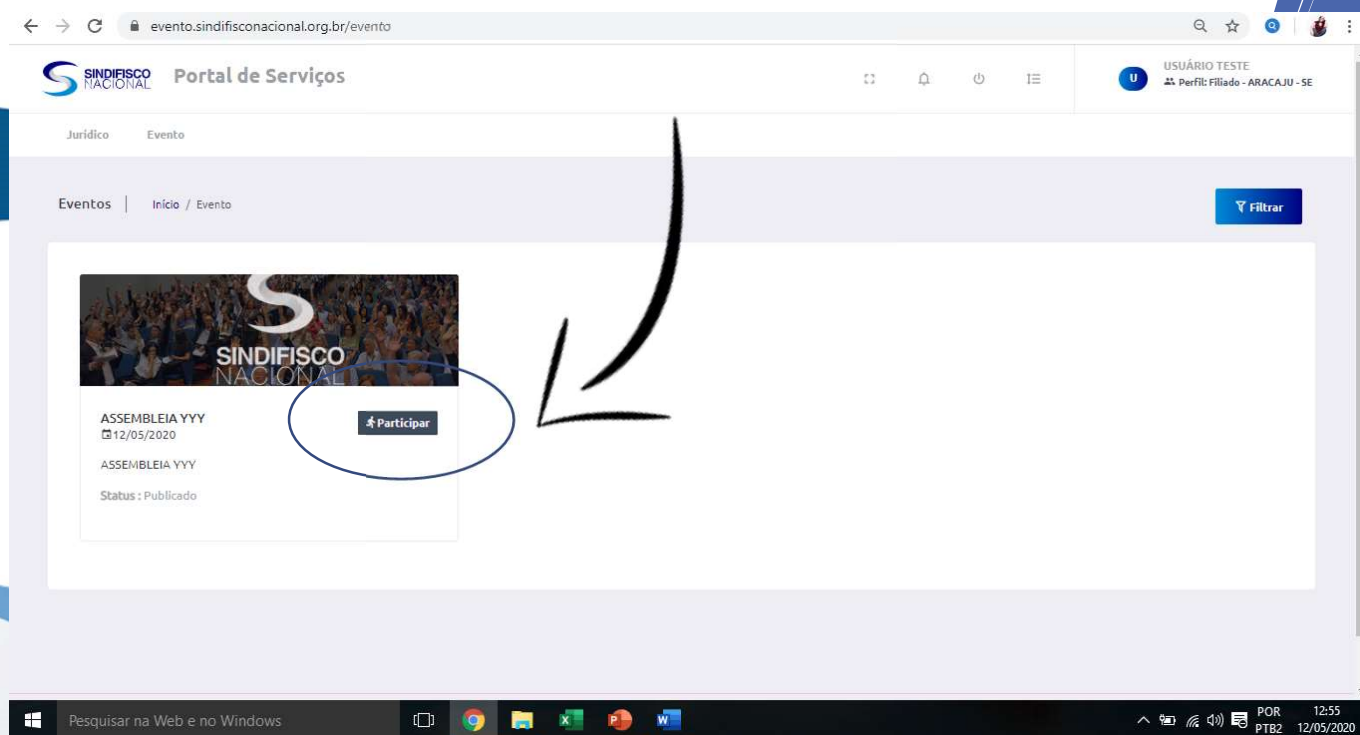 evento.sindifisconacional.org.br/evento
SINDIFISCO
NACIONAL
Portal de Serviços
U
USUÁRIO TESTE
Perfil: Filiado - ARACAJU - SE
Jurídico Evento
Eventos | Início / Evento
Filtrar
SINDIFISCO
NACIONAL
ASSEMBLEIA YYY
12/05/2020
Participar
ASSEMBLEIA YYY
Status : Publicado
Pesquisar na Web e no Windows
POR
PTB2
12:55
12/05/2020